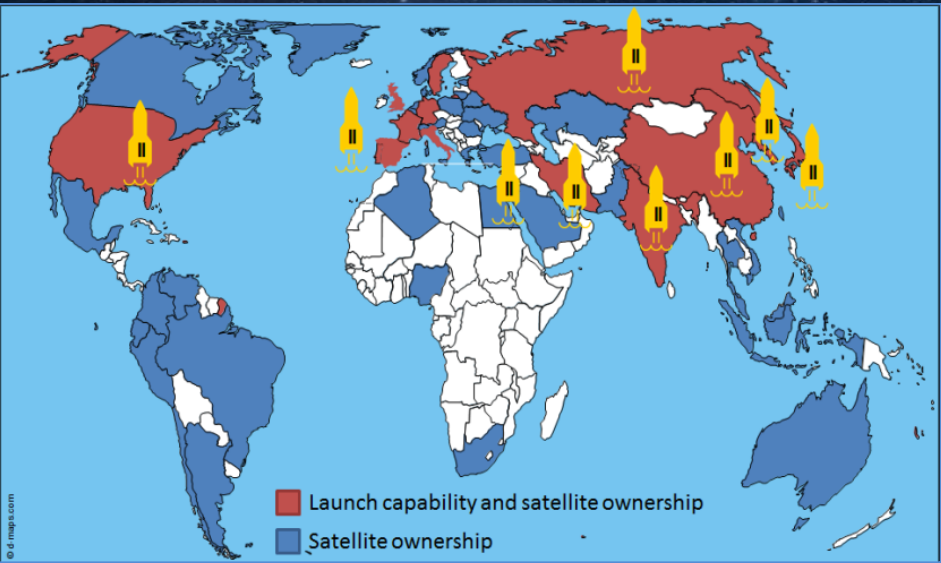 Launch capability and satellite ownership
Satellite ownership
© d-maps.com